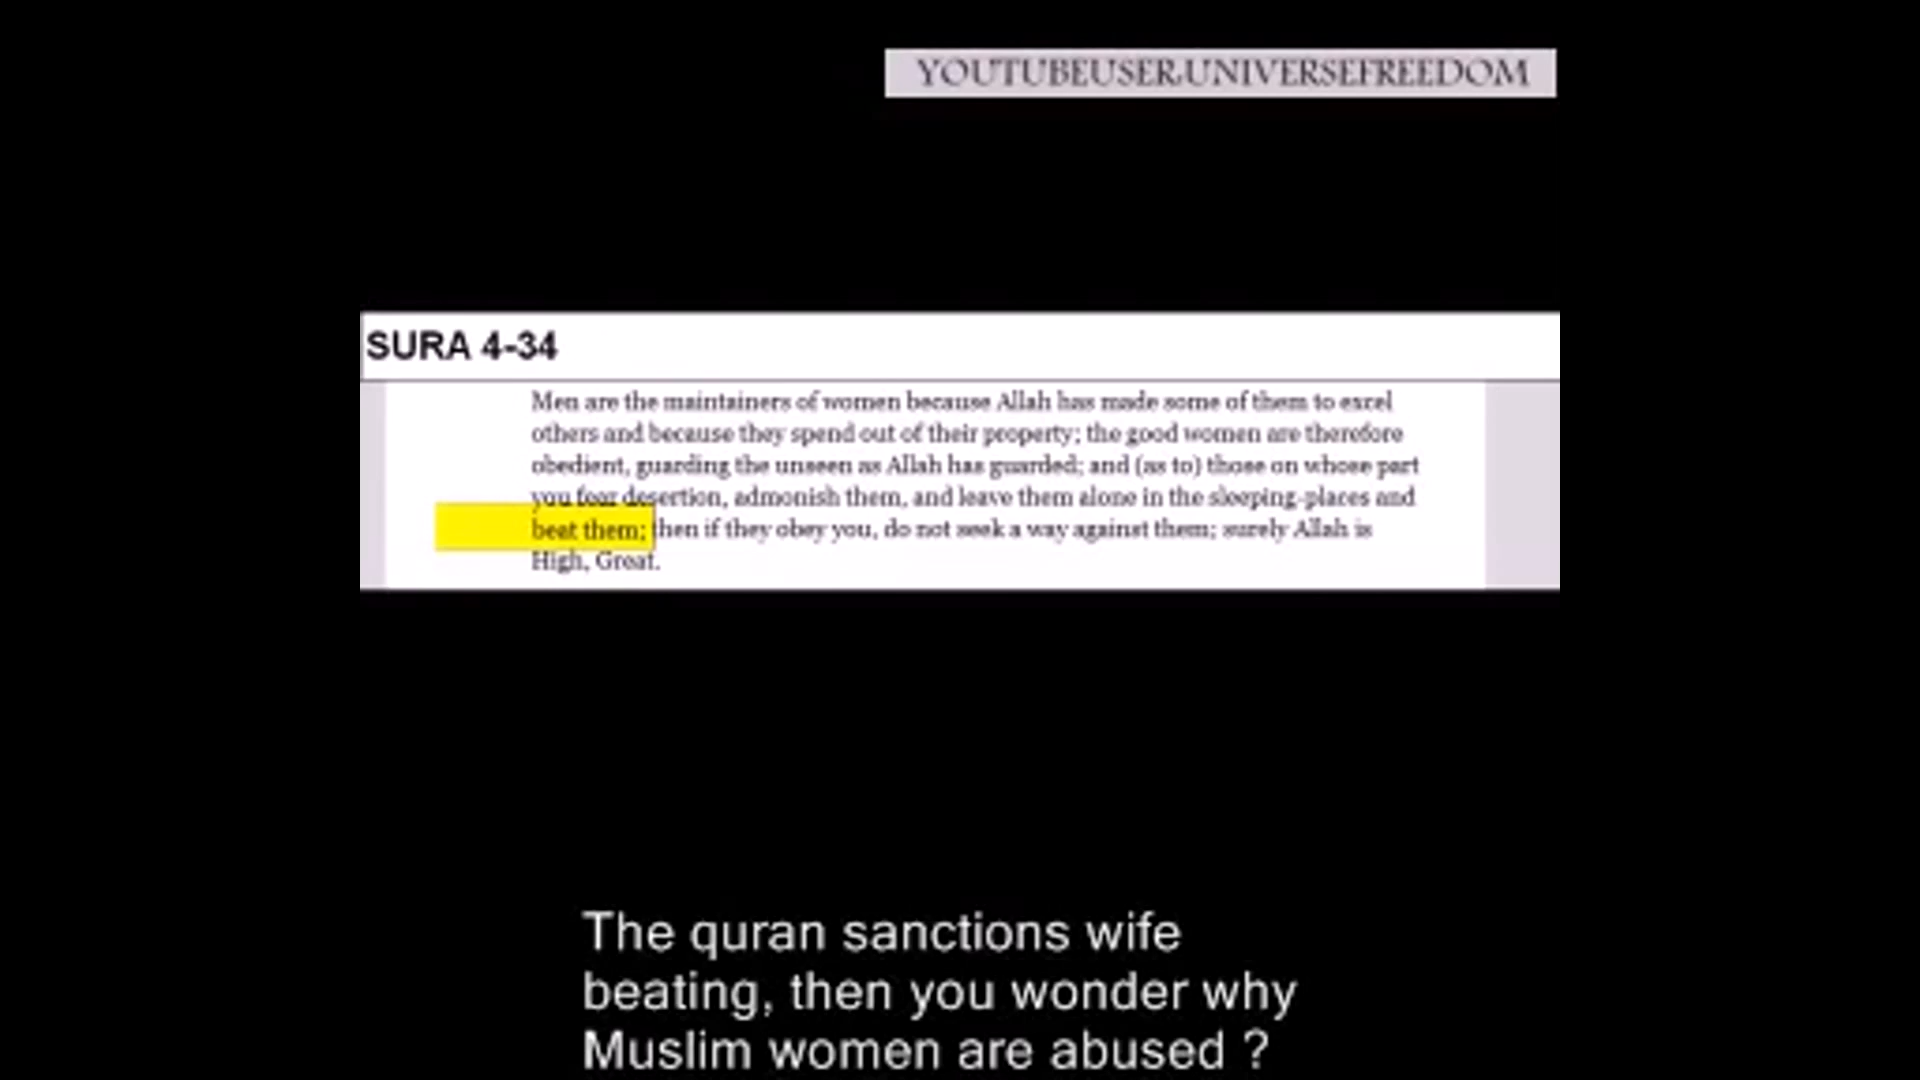 YOUTUBEUSER:UNIVERSEFREEDOM
SURA 4-34
Men are the maintainers of women because Allah has made some of them to excel
others and because they spend out of their property; the good women are therefore
obedient, guarding the unseen as Allah has guarded; and (as to) those on whose part
you fear desertion, admonish them, and leave them alone in the sleeping-places and
beat them; then if they obey you, do not seek a way against them; surely Allah is
High, Great.
The quran sanctions wife
beating, then you wonder why
Muslim women are abused ?